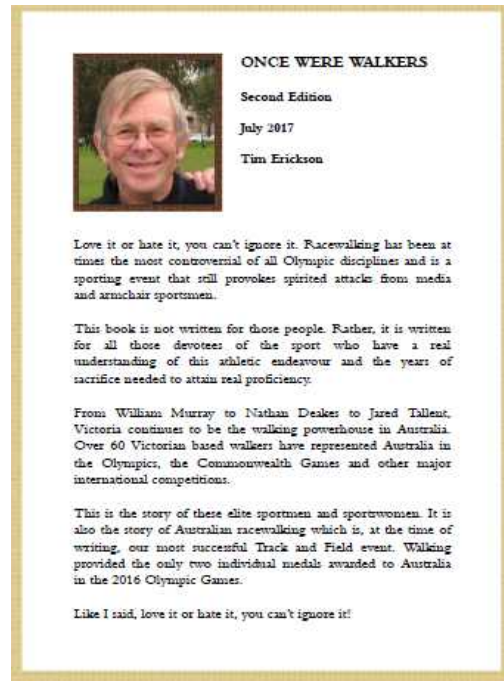 ONCE WERE WALKERS
Second Edition
July 2017
Tim Erickson
Love it or hate it, you can't ignore it. Racewalking has been at
times the most controversial of all Olympic disciplines and is a
sporting event that still provokes spirited attacks from media
and armchair sportsmen.
This book is not written for those people. Rather, it is written
for all those devotees of the sport who have a real
understanding of this athletic endeavour and the years of
sacrifice needed to attain real proficiency.
From William Murray to Nathan Deakes to Jared Tallent,
Victoria continues to be the walking powerhouse in Australia.
Over 60 Victorian based walkers have represented Australia in
the Olympics, the Commonwealth Games and other major
international competitions.
This is the story of these elite sportmen and sportswomen. It is
also the story of Australian racewalking which is, at the time of
writing, our most successful Track and Field event. Walking
provided the only two individual medals awarded to Australia
in the 2016 Olympic Games.
Like I said, love it or hate it, you can't ignore it!